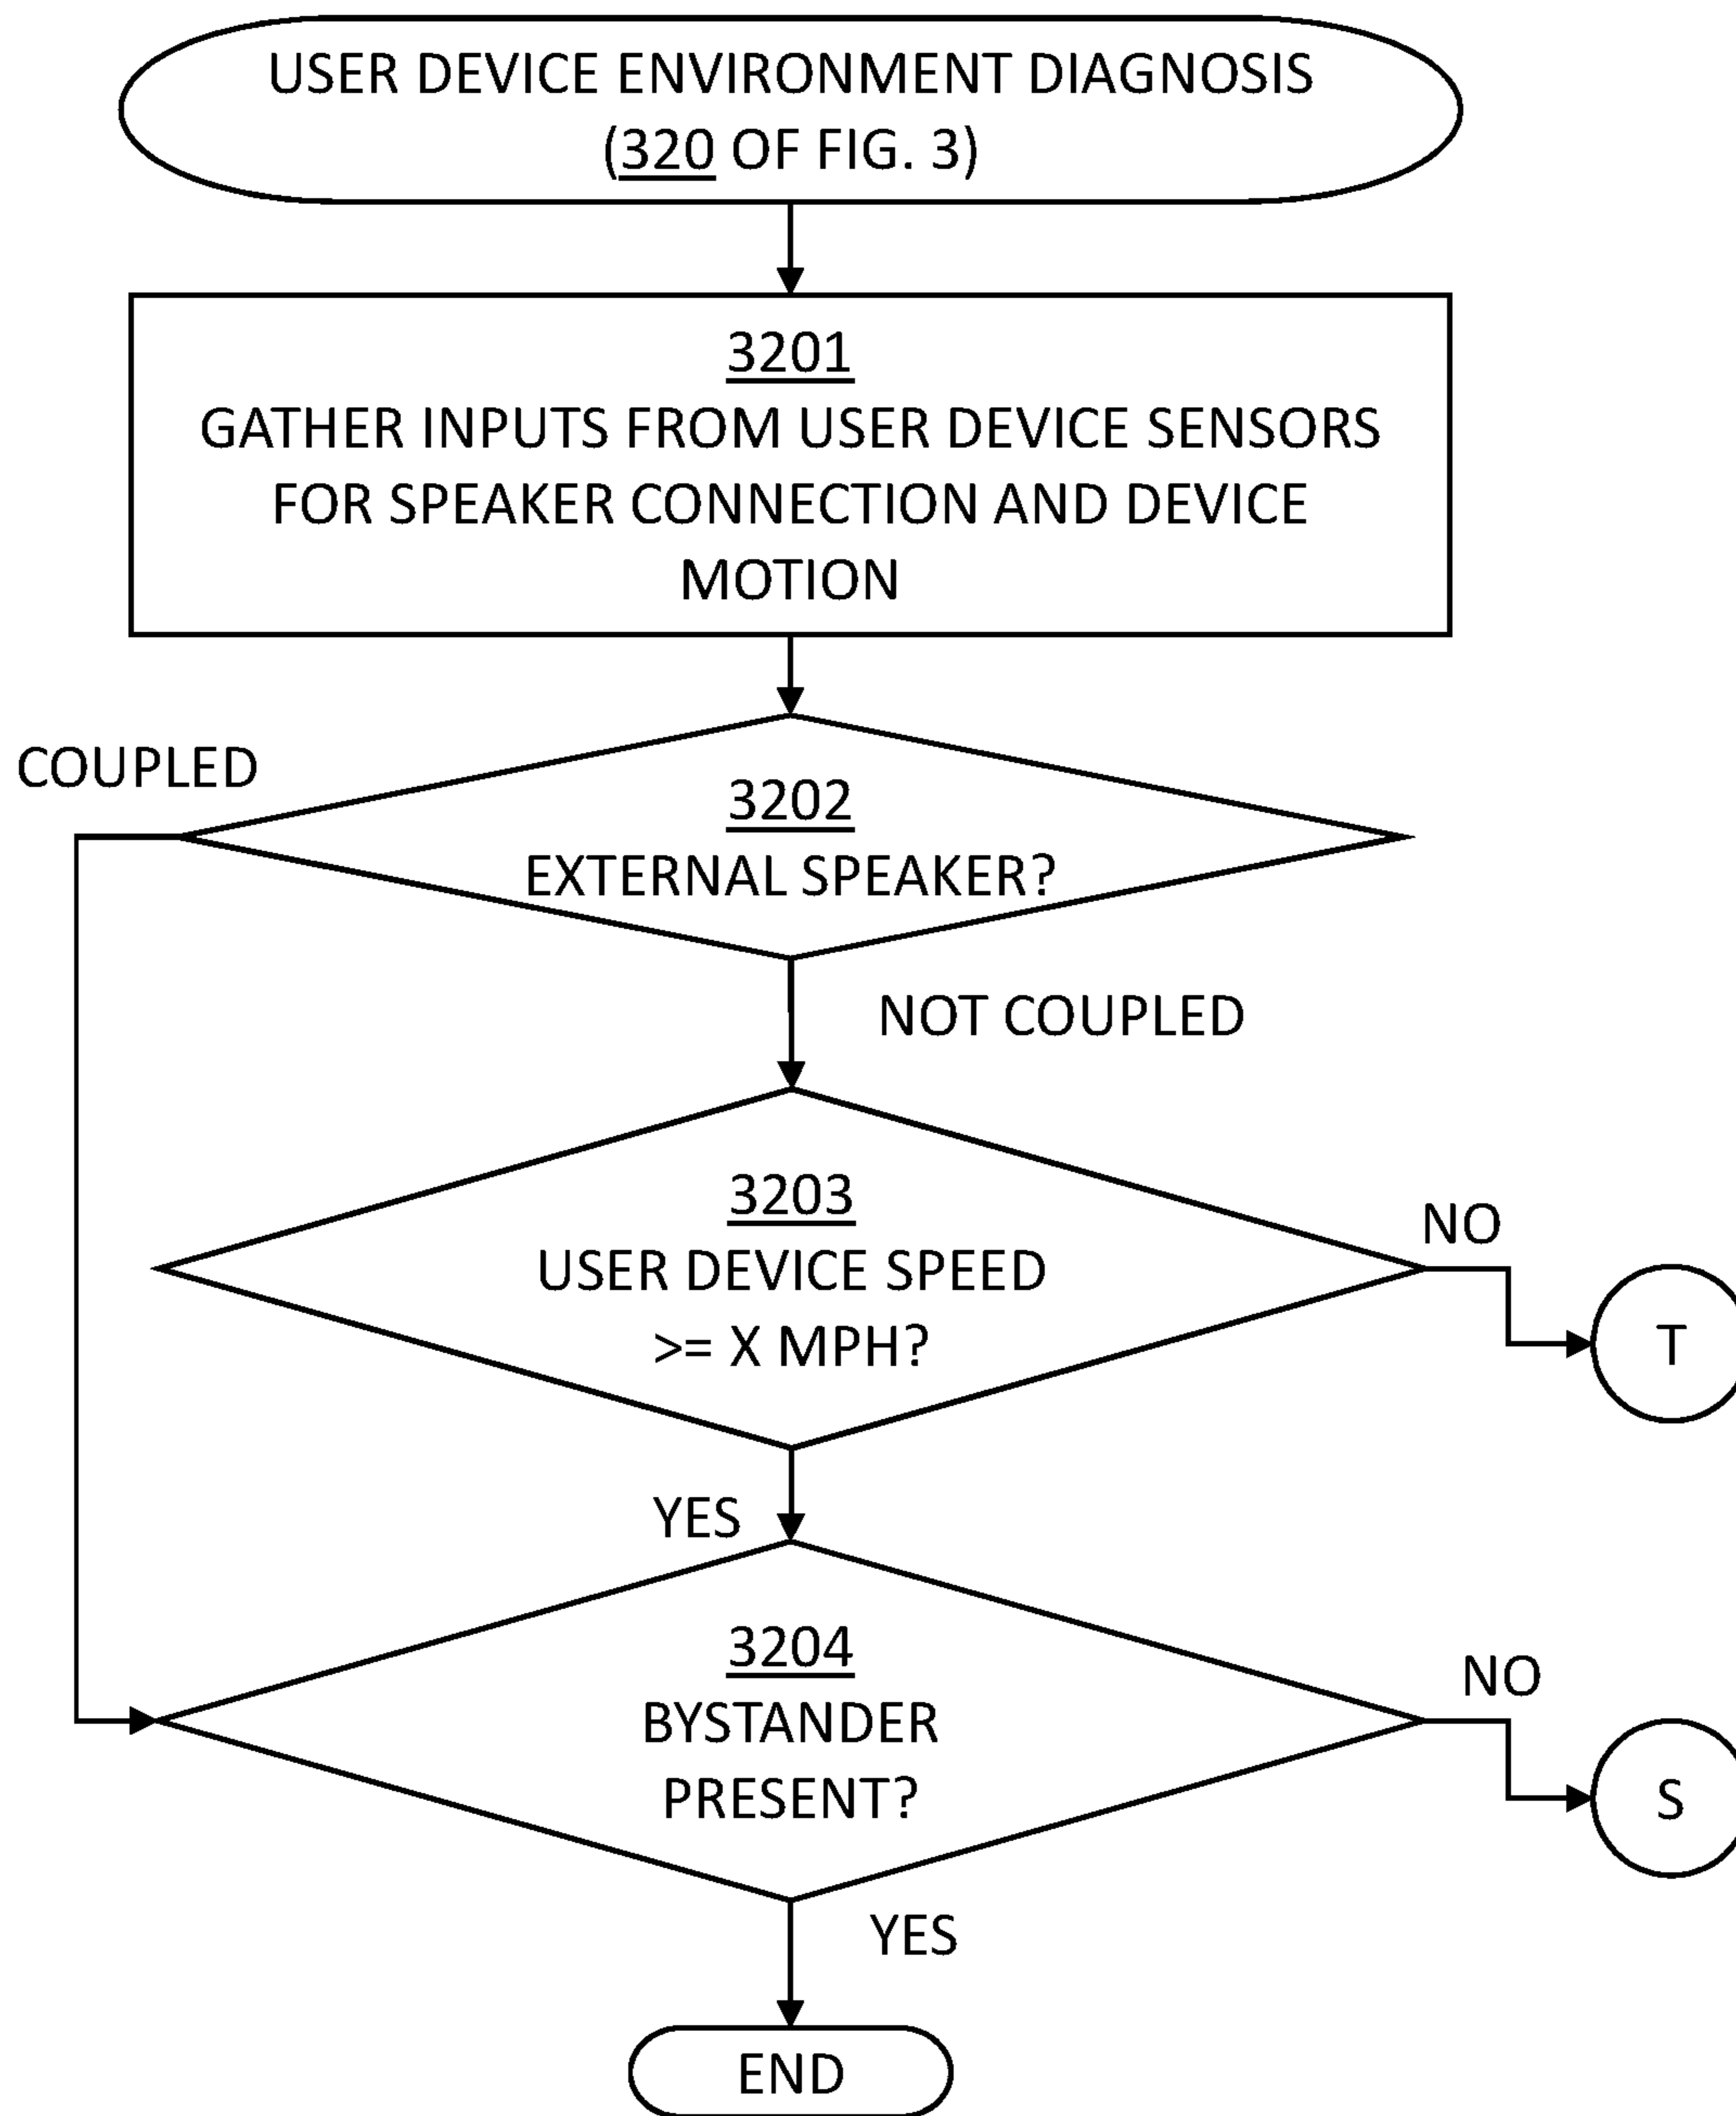 USER DEVICE ENVIRONMENT DIAGNOSIS
(320 OF FIG. 3)
3201
GATHER INPUTS FROM USER DEVICE SENSORS
FOR SPEAKER CONNECTION AND DEVICE
MOTION
COUPLED
3202
EXTERNAL SPEAKER?
NOT COUPLED
3203
USER DEVICE SPEED
>= X MPH?
NO
T
YES
3204
BYSTANDER
PRESENT?
NO
S
YES
END